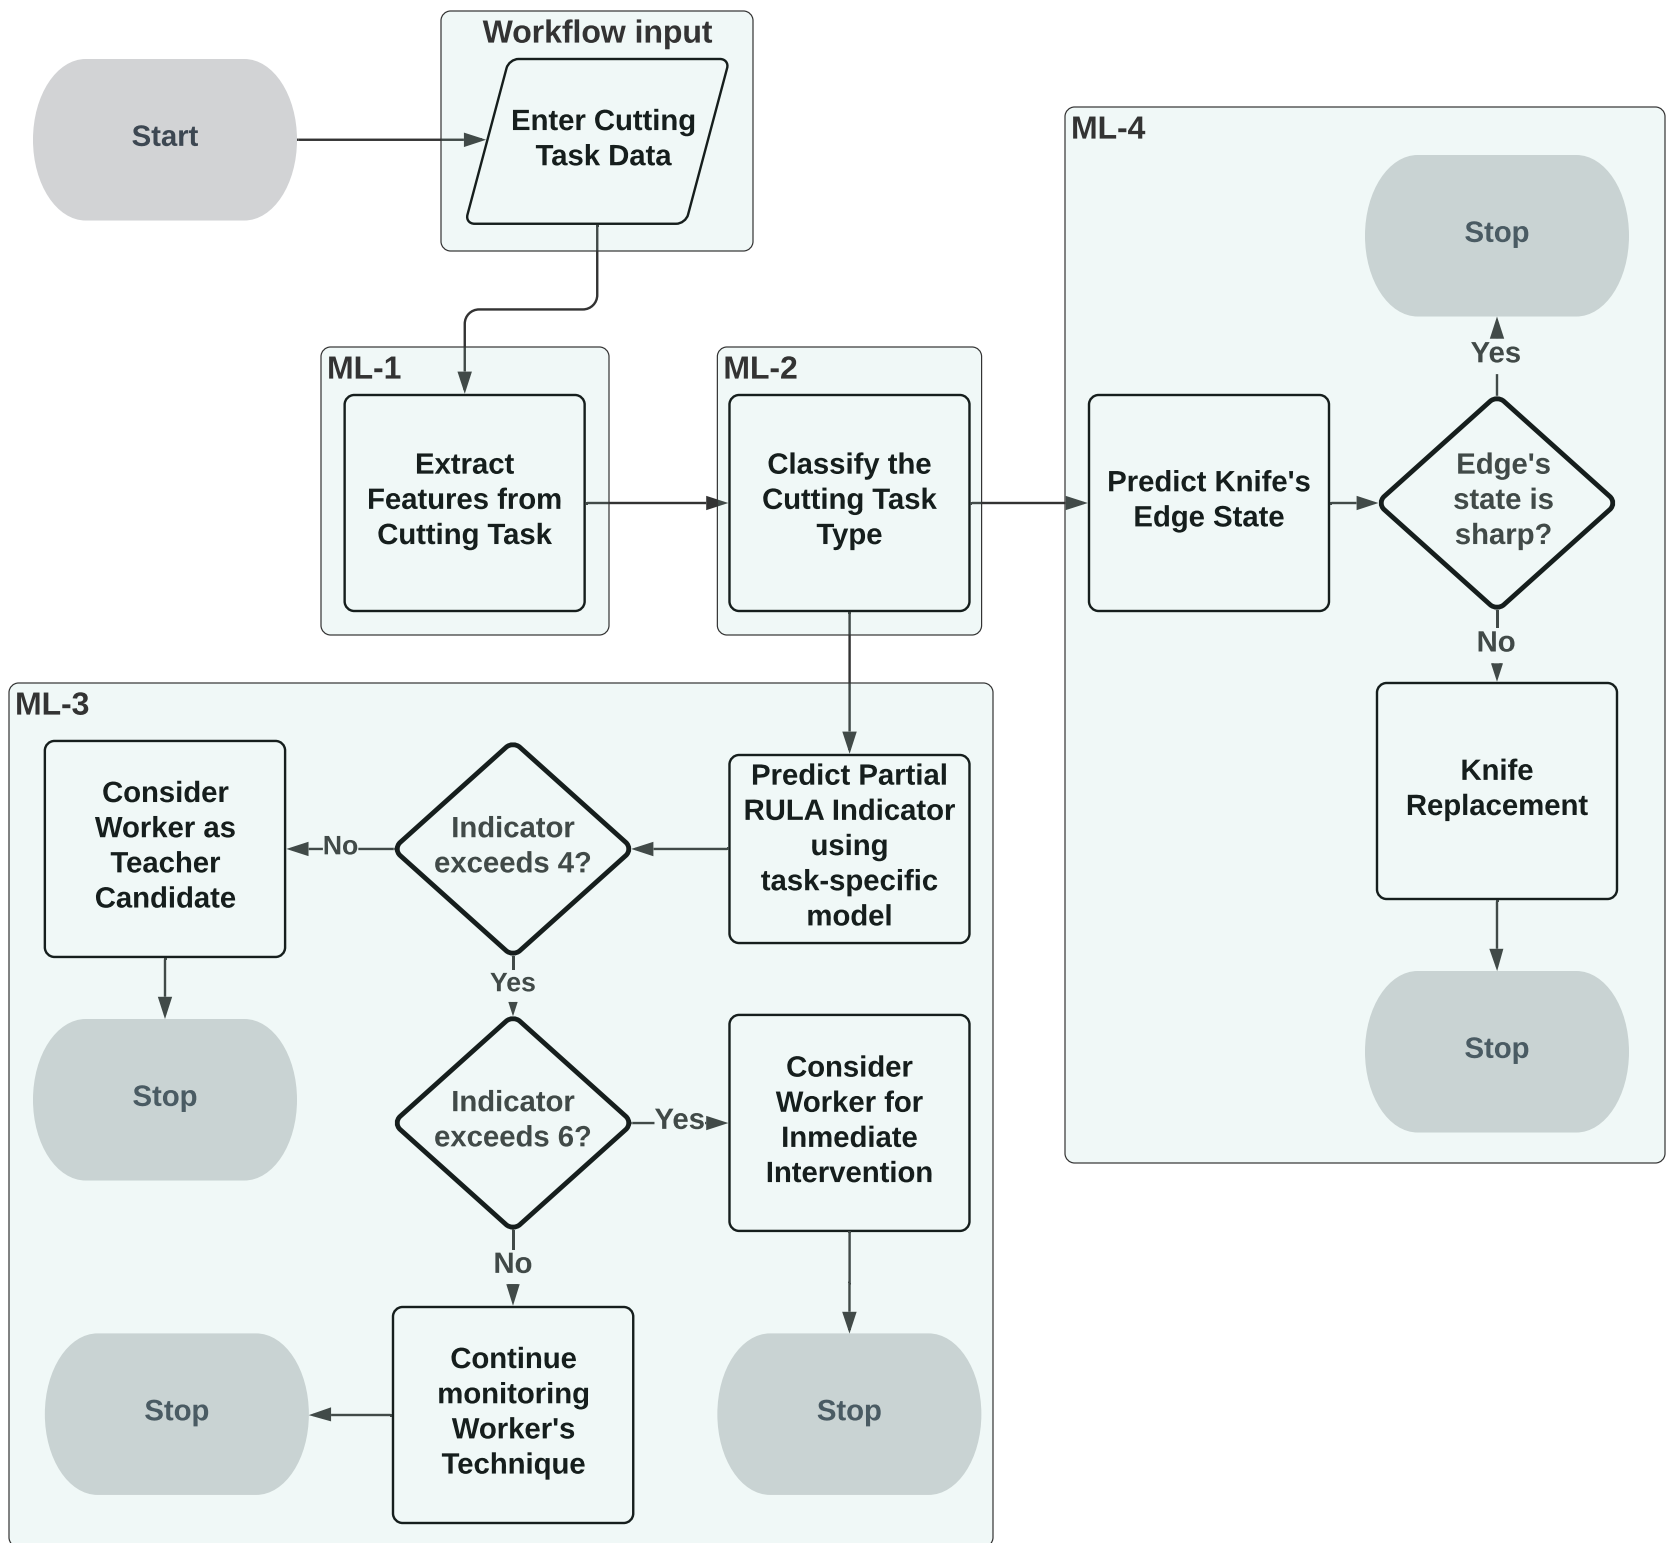 Workflow input
Start
Enter Cutting
Task Data
ML-1
Extract
Features from
Cutting Task
ML-2
Classify the
Cutting Task
Type
ML-4
Stop
Yes
Predict Knife's
Edge State
Edge's
state is
sharp?
No
Knife
Replacement
Stop
ML-3
Predict Partial
RULA Indicator
using
task-specific
model
Indicator
exceeds 4?
No
Consider
Worker as
Teacher
Candidate
Stop
Yes
Indicator
exceeds 6?
Yes
Consider
Worker for
Inmediate
Intervention
Stop
No
Continue
monitoring
Worker's
Technique
Stop